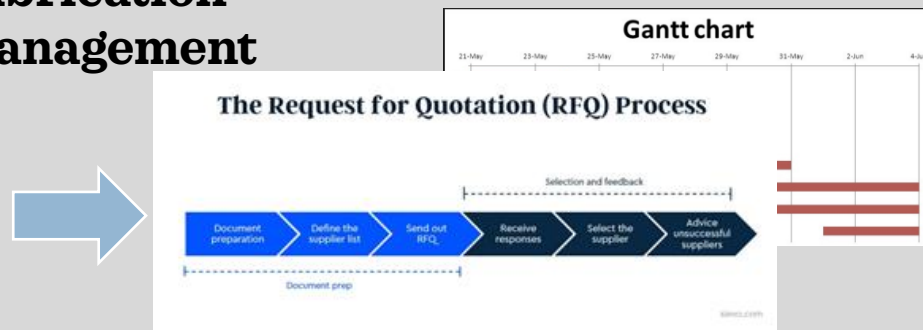 anagement
Gantt chart
21-May 23-May 25-May 27-May 29-May 31-May 2-Jun
The Request for Quotation (RFQ) Process
Selection and feedback
Document preparation
Define the supplier list
Send out RFQ
Receive responses
Select the supplier
Advice unsuccessful suppliers
Document prep